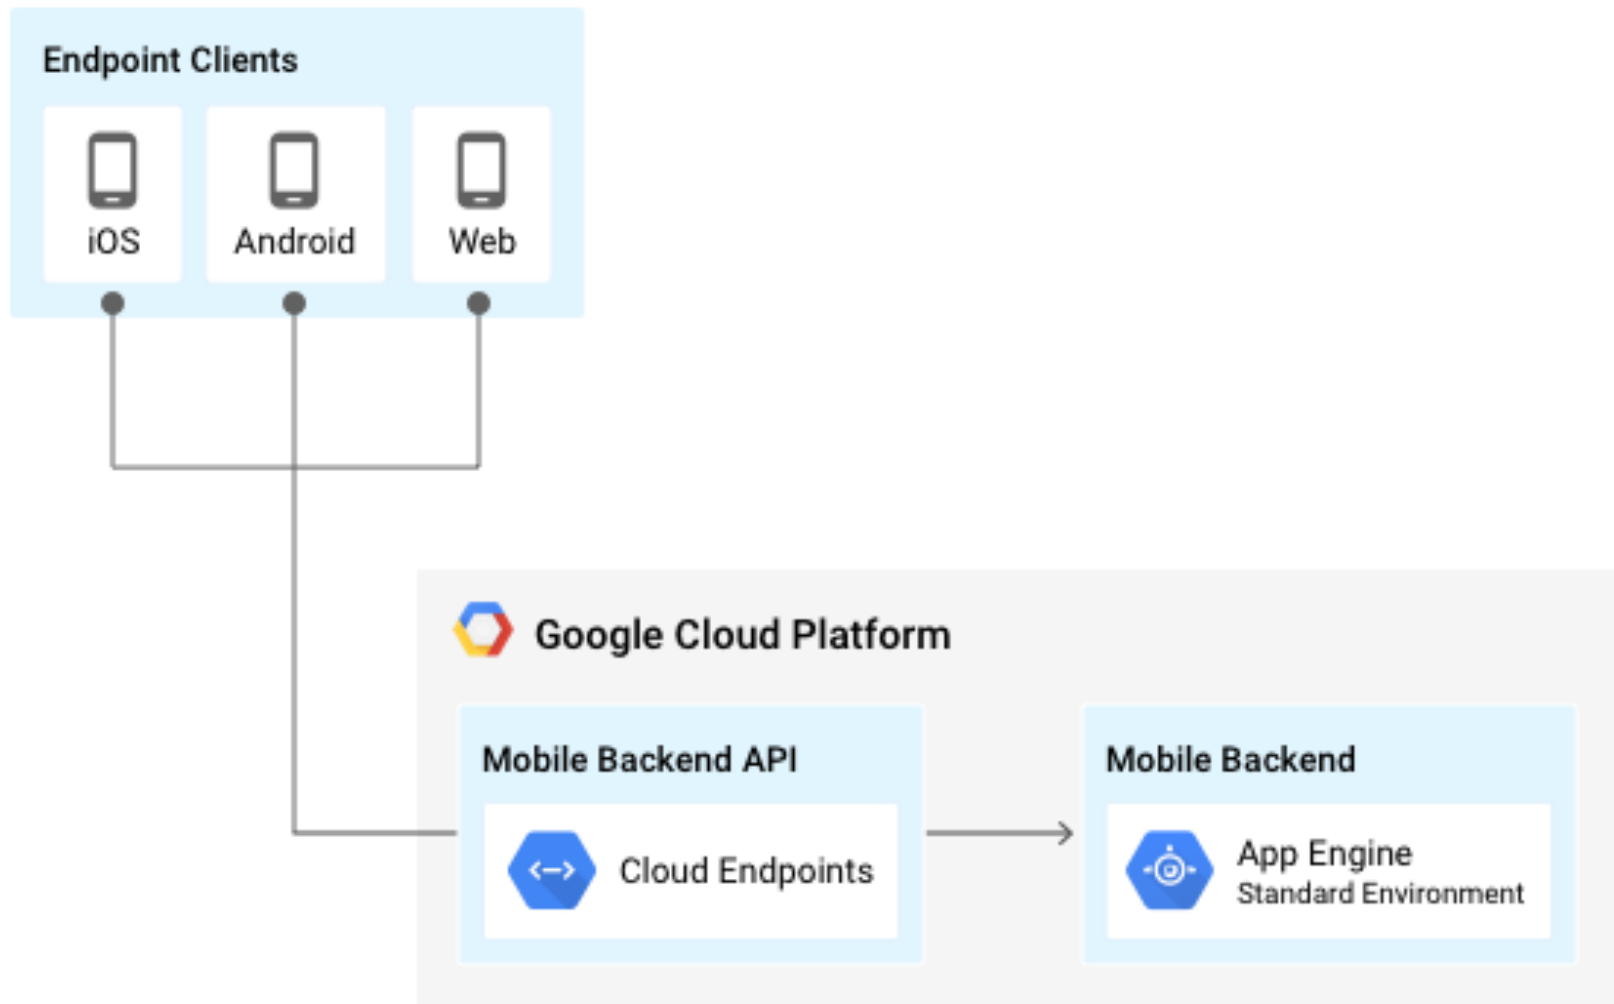 Endpoint Clients
iOS
Android
Web
Google Cloud Platform
Mobile Backend API
Cloud Endpoints
Mobile Backend
App Engine
Standard Environment